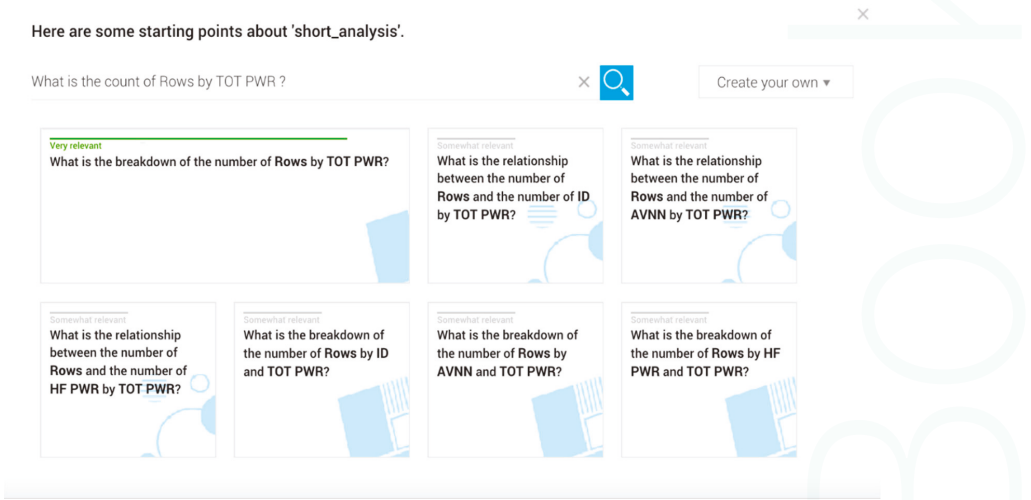 Here are some starting points about 'short_analysis'.
What is the count of Rows by TOT PWR ?
Create your own ▼
Very relevant
What is the breakdown of the number of Rows by TOT PWR?
Somewhat relevant
What is the relationship
between the number of
Rows and the number of ID
by TOT PWR?
Somewhat relevant
What is the relationship
between the number of
Rows and the number of
AVNN by TOT PWR?
Somewhat relevant
What is the relationship
between the number of
Rows and the number of
HF PWR by TOT PWR?
Somewhat relevant
What is the breakdown of
the number of Rows by ID
and TOT PWR?
Somewhat relevant
What is the breakdown of
the number of Rows by
AVNN and TOT PWR?
Somewhat relevant
What is the breakdown of
the number of Rows by HF
PWR and TOT PWR?